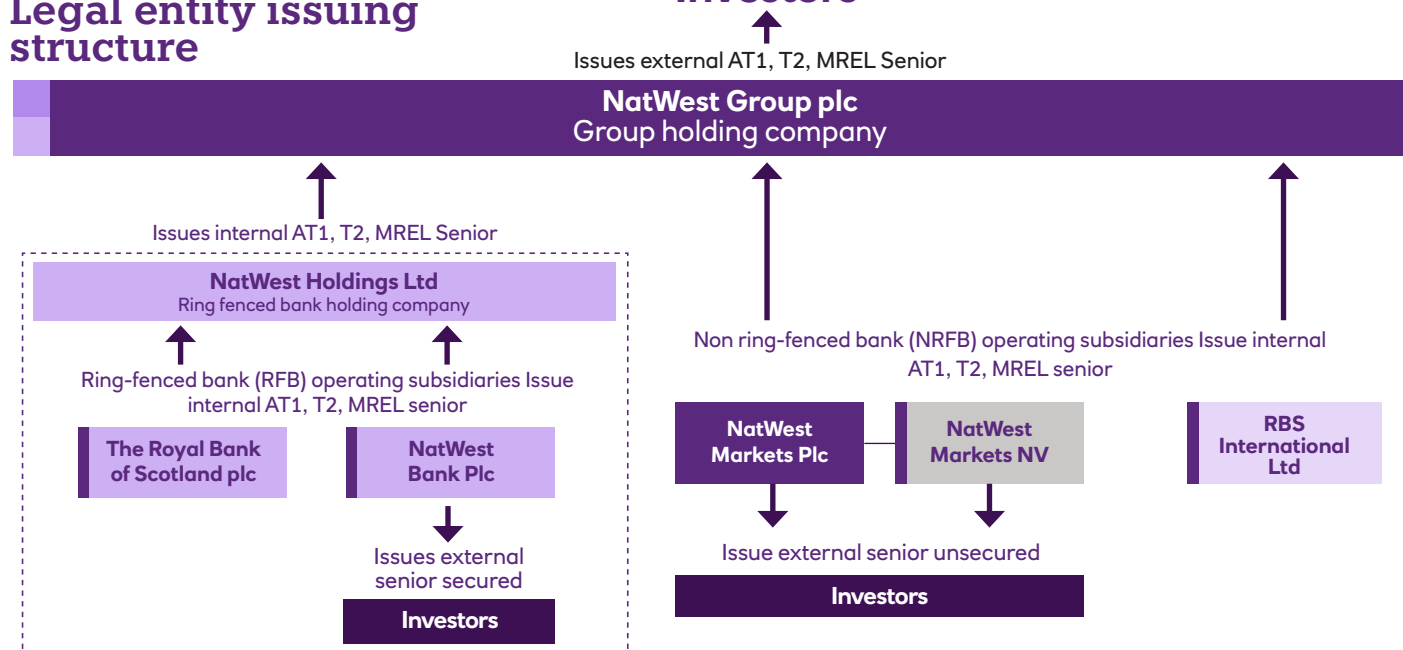 Legal entity issuing
structure
Investors
Issues external AT1, T2, MREL Senior
NatWest Group plc
Group holding company
Issues internal AT1, T2, MREL Senior
NatWest Holdings Ltd
Ring fenced bank holding company
Ring-fenced bank (RFB) operating subsidiaries Issue
internal AT1, T2, MREL senior
The Royal Bank
of Scotland plc
NatWest
Bank Plc
Issues external
senior secured
Investors
Non ring-fenced bank (NRFB) operating subsidiaries Issue internal
AT1, T2, MREL senior
NatWest
Markets Plc
NatWest
Markets NV
RBS
International
Ltd
Issue external senior unsecured
Investors